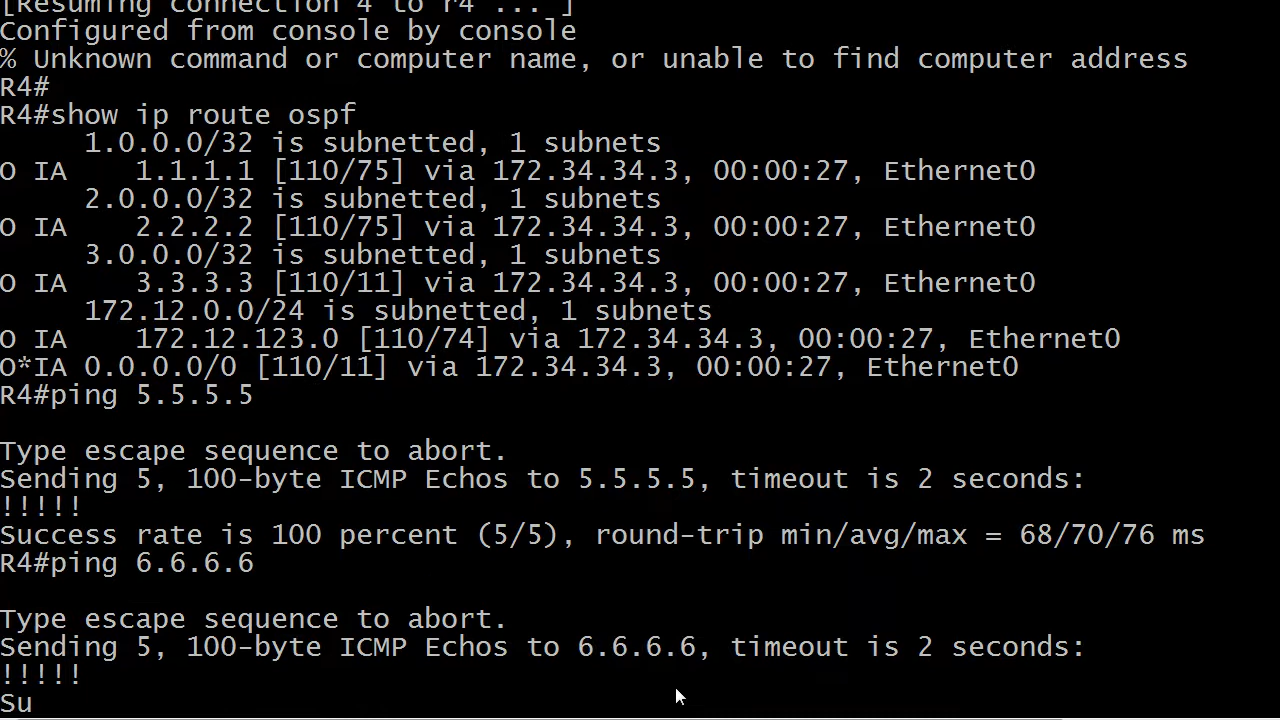 [Resuming connection 4 to r4 ... ]
Configured from console by console
% Unknown command or computer name, or unable to find computer address
R4#
R4#show ip route ospf
     1.0.0.0/32 is subnetted, 1 subnets
O IA    1.1.1.1 [110/75] via 172.34.34.3, 00:00:27, Ethernet0
     2.0.0.0/32 is subnetted, 1 subnets
O IA    2.2.2.2 [110/75] via 172.34.34.3, 00:00:27, Ethernet0
     3.0.0.0/32 is subnetted, 1 subnets
O IA    3.3.3.3 [110/11] via 172.34.34.3, 00:00:27, Ethernet0
     172.12.0.0/24 is subnetted, 1 subnets
O IA    172.12.123.0 [110/74] via 172.34.34.3, 00:00:27, Ethernet0
O*IA 0.0.0.0/0 [110/11] via 172.34.34.3, 00:00:27, Ethernet0
R4#ping 5.5.5.5

Type escape sequence to abort.
Sending 5, 100-byte ICMP Echos to 5.5.5.5, timeout is 2 seconds:
!!!!!
Success rate is 100 percent (5/5), round-trip min/avg/max = 68/70/76 ms
R4#ping 6.6.6.6

Type escape sequence to abort.
Sending 5, 100-byte ICMP Echos to 6.6.6.6, timeout is 2 seconds:
!!!!!
Su